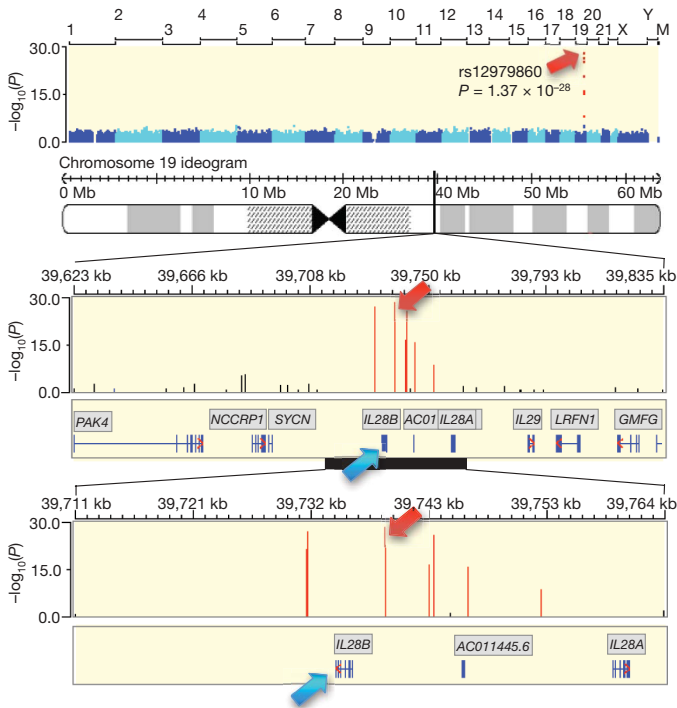 1 2 3 4 5 6 7 8 9 10 11 12 13 14 15 16 17 18 19 20 21 X Y M
30.0
15.0
0.0
−log10(P)
rs12979860
P = 1.37 × 10−28
Chromosome 19 ideogram
0 Mb 10 Mb 20 Mb 40 Mb 50 Mb 60 Mb
39,623 kb 39,666 kb 39,708 kb 39,750 kb 39,793 kb 39,835 kb
30.0
15.0
0.0
−log10(P)
PAK4 NCCRP1 SYCN IL28B AC01 IL28A IL29 LRFN1 GMFG
39,711 kb 39,721 kb 39,732 kb 39,743 kb 39,753 kb 39,764 kb
30.0
15.0
0.0
−log10(P)
IL28B AC011445.6 IL28A